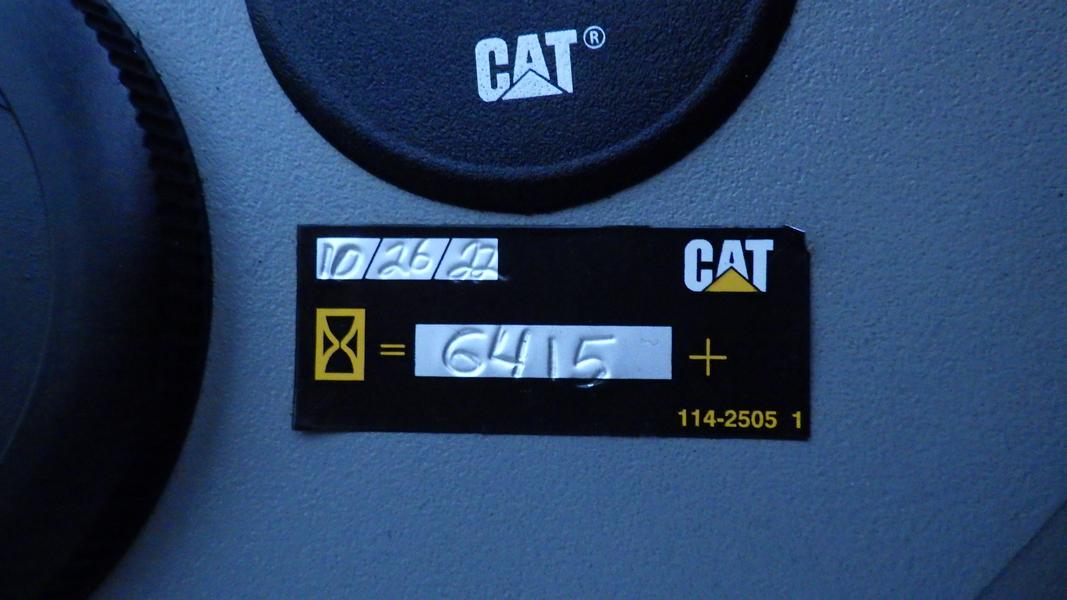 CAT®
10/26/22 CAT
= 6415 +
114-2505 1